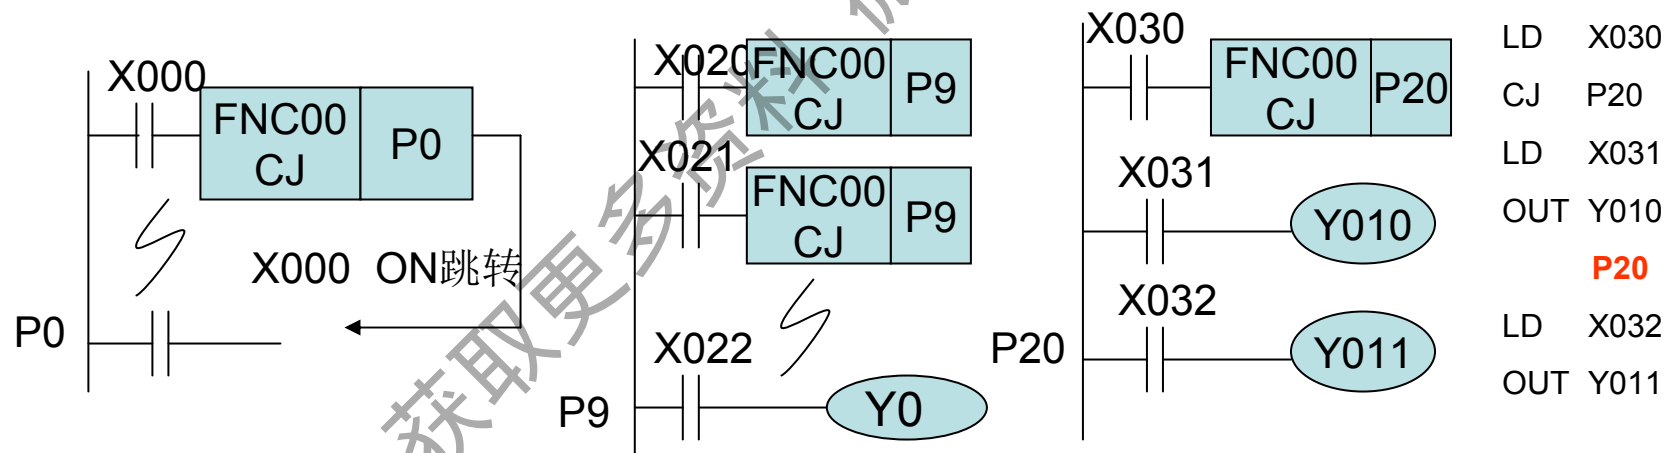 X000
FNC00
CJ
P0
X000 ON跳转
P0
X020
FNC00
CJ
P9
X021
FNC00
CJ
P9
X022
P9
Y0
X030
FNC00
CJ
P20
X031
Y010
X032
P20
Y011
LD X030
CJ P20
LD X031
OUT Y010
P20
LD X032
OUT Y011
获取更多资料